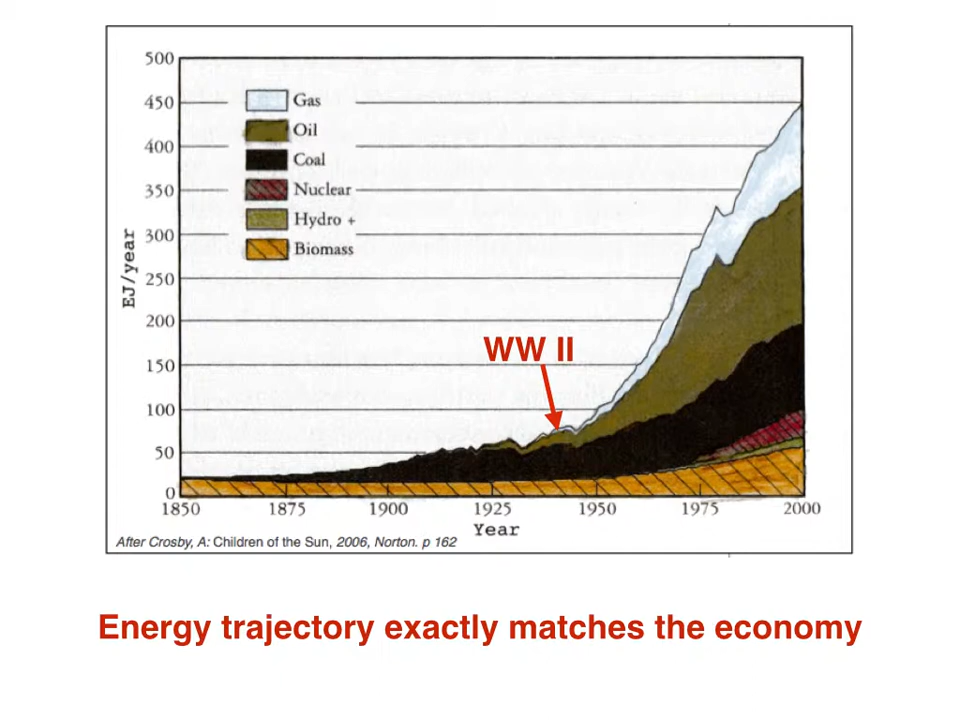 500
450
400
350
300
250
200
150
100
50
0
EJ/year
Gas
Oil
Coal
Nuclear
Hydro +
Biomass
WW II
1850 1875 1900 1925 1950 1975 2000
Year
After Crosby, A: Children of the Sun, 2006, Norton. p 162
Energy trajectory exactly matches the economy